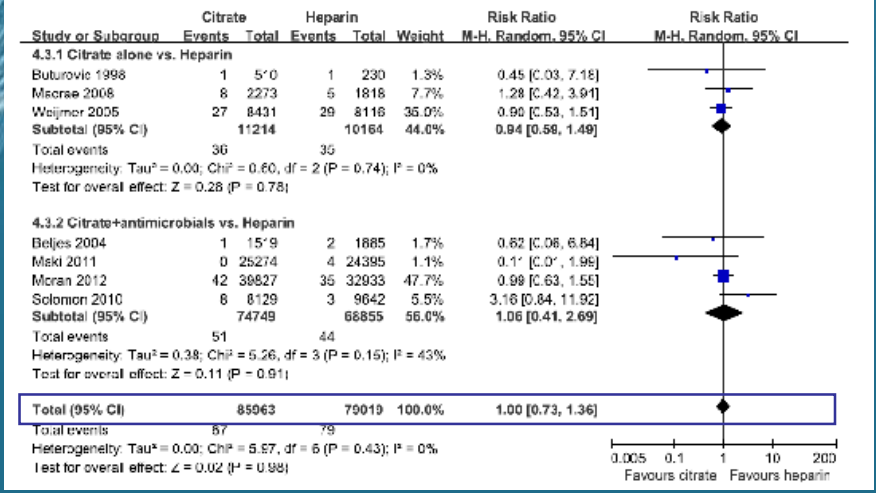 Citrate Heparin Risk Ratio Risk Ratio
Study or Subgroup Events Total Events Total Weight M-H, Random, 95% CI M-H, Random, 95% CI
4.3.1 Citrate alone vs. Heparin
Buturovic 1998 1 510 1 230 1.3% 0.45 [0.03, 7.18]
Macrae 2008 8 2273 5 1818 7.7% 1.28 [0.42, 3.91]
Weijmer 2005 27 8431 29 8116 35.0% 0.90 [0.53, 1.51]
Subtotal (95% CI) 11214 10164 44.0% 0.94 [0.59, 1.49]
Total events 36 35
Heterogeneity: Tau² = 0.00; Chi² = 0.60, df = 2 (P = 0.74); I² = 0%
Test for overall effect: Z = 0.28 (P = 0.78)
4.3.2 Citrate+antimicrobials vs. Heparin
Betjes 2004 1 1519 2 1885 1.7% 0.62 [0.06, 6.84]
Maki 2011 0 25274 4 24395 1.1% 0.11 [0.01, 1.99]
Moran 2012 42 39827 35 32933 47.7% 0.99 [0.63, 1.55]
Solomon 2010 8 8129 3 9642 5.5% 3.16 [0.84, 11.92]
Subtotal (95% CI) 74749 68855 56.0% 1.06 [0.41, 2.69]
Total events 51 44
Heterogeneity: Tau² = 0.38; Chi² = 5.26, df = 3 (P = 0.15); I² = 43%
Test for overall effect: Z = 0.11 (P = 0.91)
Total (95% CI) 85963 79019 100.0% 1.00 [0.73, 1.36]
Total events 87 79
Heterogeneity: Tau² = 0.00; Chi² = 5.97, df = 6 (P = 0.43); I² = 0%
Test for overall effect: Z = 0.02 (P = 0.98)
0.005 0.1 1 10 200
Favours citrate Favours heparin